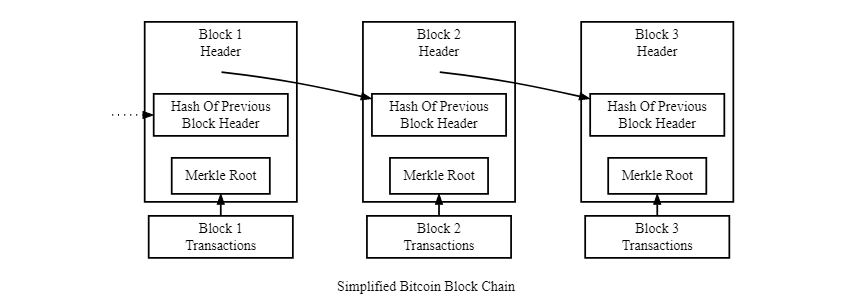 Block 1
Header
Hash Of Previous
Block Header
Merkle Root
Block 1
Transactions
Block 2
Header
Hash Of Previous
Block Header
Merkle Root
Block 2
Transactions
Block 3
Header
Hash Of Previous
Block Header
Merkle Root
Block 3
Transactions
Simplified Bitcoin Block Chain